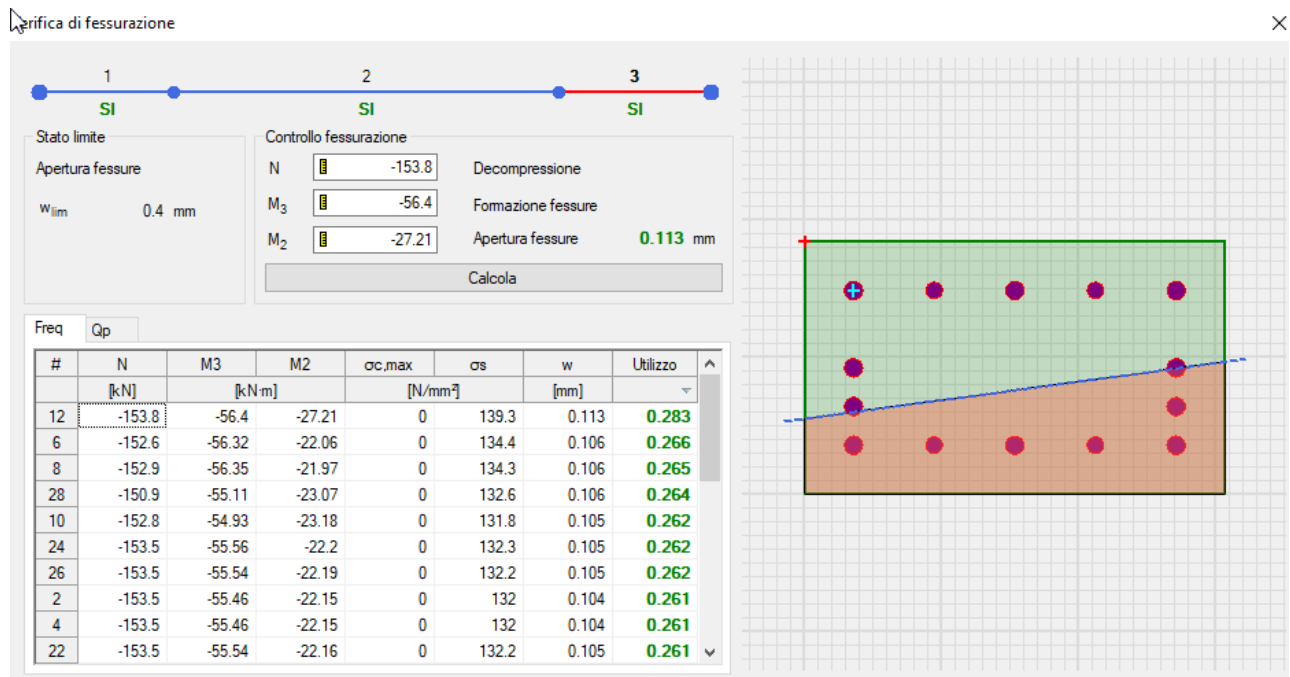 erifica di fessurazione
1 2 3
SI SI SI
Stato limite
Apertura fessure
wlim 0.4 mm
Controllo fessurazione
N -153.8 Decompressione
M3 -56.4 Formazione fessure
M2 -27.21 Apertura fessure 0.113 mm
Calcola
Freq Qp
# N M3 M2 σc,max σs w Utilizzo
[kN] [kN·m] [N/mm²] [mm]
12 -153.8 -56.4 -27.21 0 139.3 0.113 0.283
6 -152.6 -56.32 -22.06 0 134.4 0.106 0.266
8 -152.9 -56.35 -21.97 0 134.3 0.106 0.265
28 -150.9 -55.11 -23.07 0 132.6 0.106 0.264
10 -152.8 -54.93 -23.18 0 131.8 0.105 0.262
24 -153.5 -55.56 -22.2 0 132.3 0.105 0.262
26 -153.5 -55.54 -22.19 0 132.2 0.105 0.262
2 -153.5 -55.46 -22.15 0 132 0.104 0.261
4 -153.5 -55.46 -22.15 0 132 0.104 0.261
22 -153.5 -55.54 -22.16 0 132.2 0.105 0.261